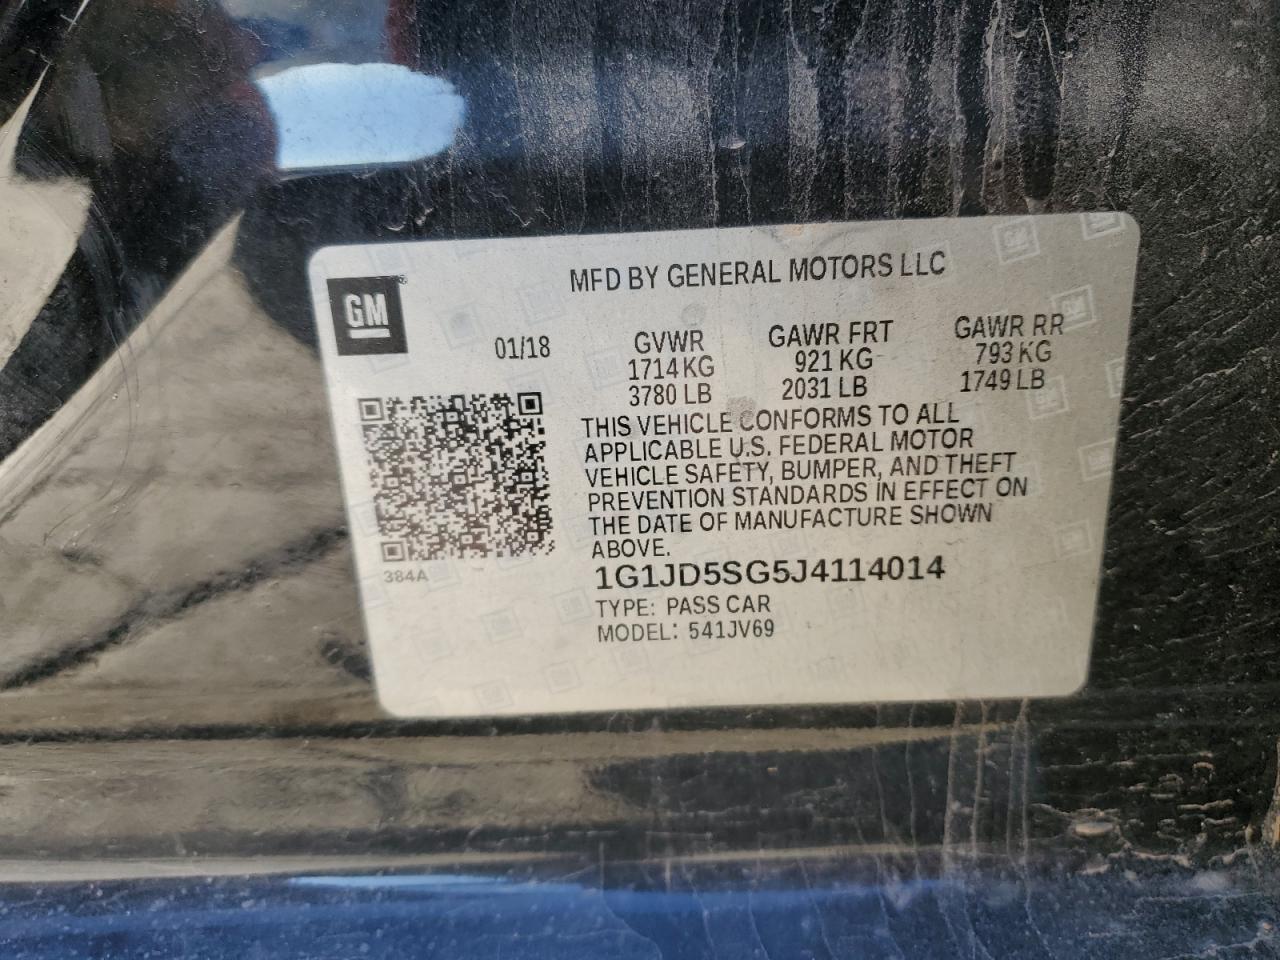 GM
MFD BY GENERAL MOTORS LLC
01/18
GVWR GAWR FRT GAWR RR
1714 KG 921 KG 793 KG
3780 LB 2031 LB 1749 LB
THIS VEHICLE CONFORMS TO ALL
APPLICABLE U.S. FEDERAL MOTOR
VEHICLE SAFETY, BUMPER, AND THEFT
PREVENTION STANDARDS IN EFFECT ON
THE DATE OF MANUFACTURE SHOWN
ABOVE.
384A
1G1JD5SG5J4114014
TYPE: PASS CAR
MODEL: 541JV69